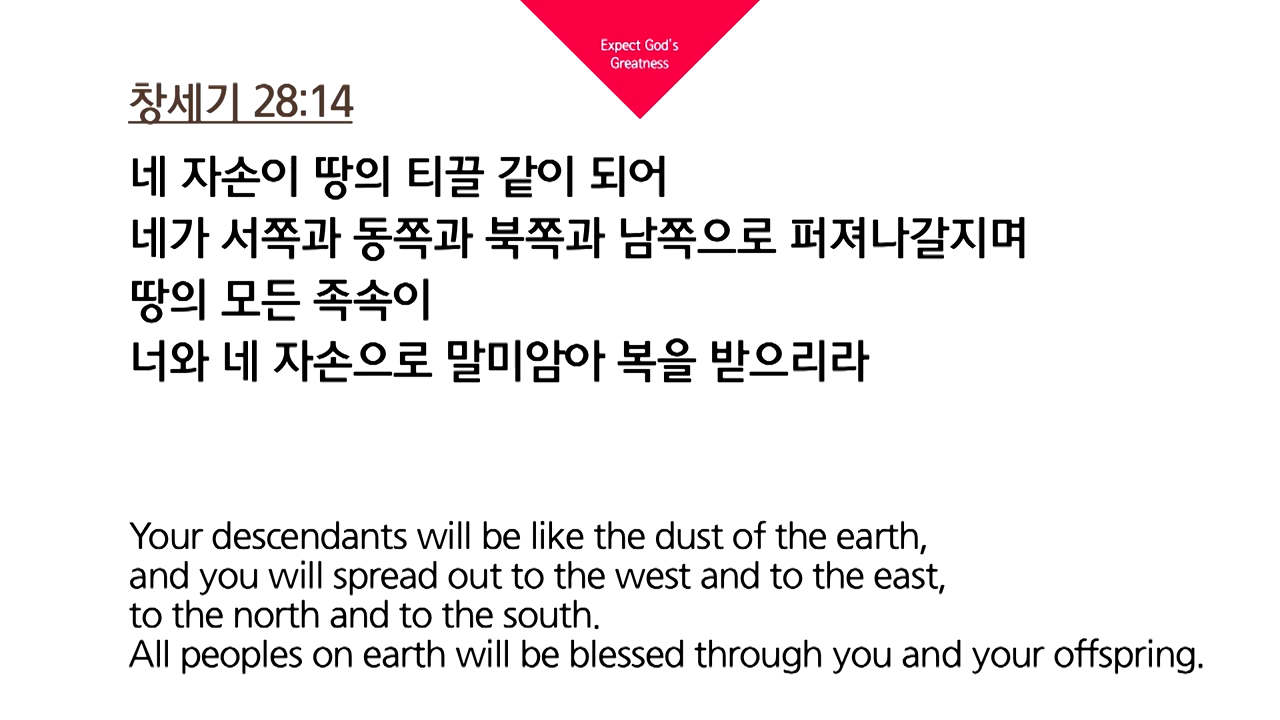 Expect God's
Greatness
창세기 28:14
네 자손이 땅의 티끌 같이 되어
네가 서쪽과 동쪽과 북쪽과 남쪽으로 퍼져나갈지며
땅의 모든 족속이
너와 네 자손으로 말미암아 복을 받으리라
Your descendants will be like the dust of the earth,
and you will spread out to the west and to the east,
to the north and to the south.
All peoples on earth will be blessed through you and your offspring.